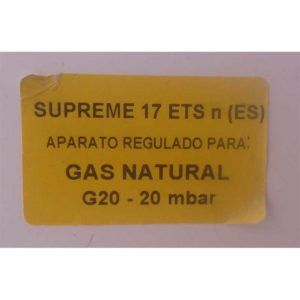 SUPREME 17 ETS n (ES)
APARATO REGULADO PARA:
GAS NATURAL
G20 - 20 mbar